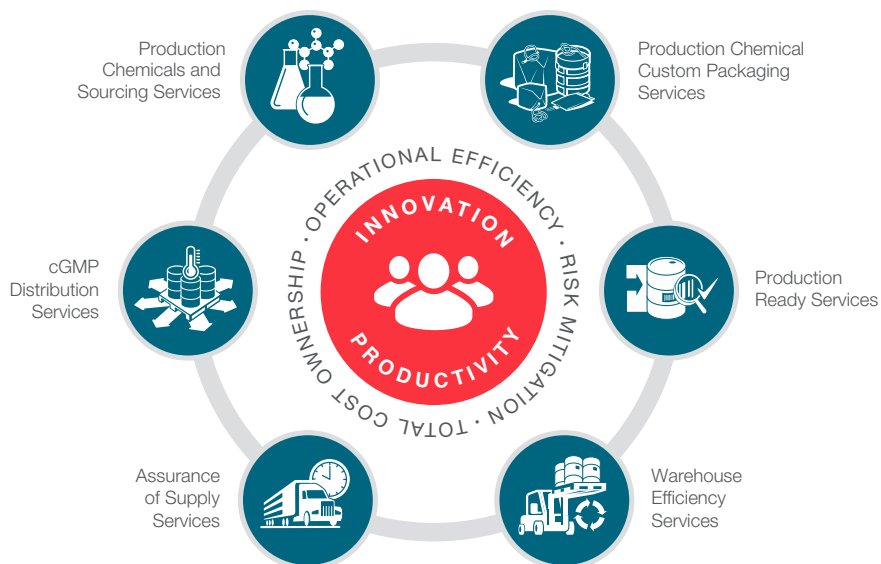 Production
Chemicals and
Sourcing Services
Production Chemical
Custom Packaging
Services
OPERATIONAL EFFICIENCY · RISK MITIGATION · TOTAL COST OWNERSHIP ·
INNOVATION
PRODUCTIVITY
cGMP
Distribution
Services
Production
Ready Services
Assurance
of Supply
Services
Warehouse
Efficiency
Services